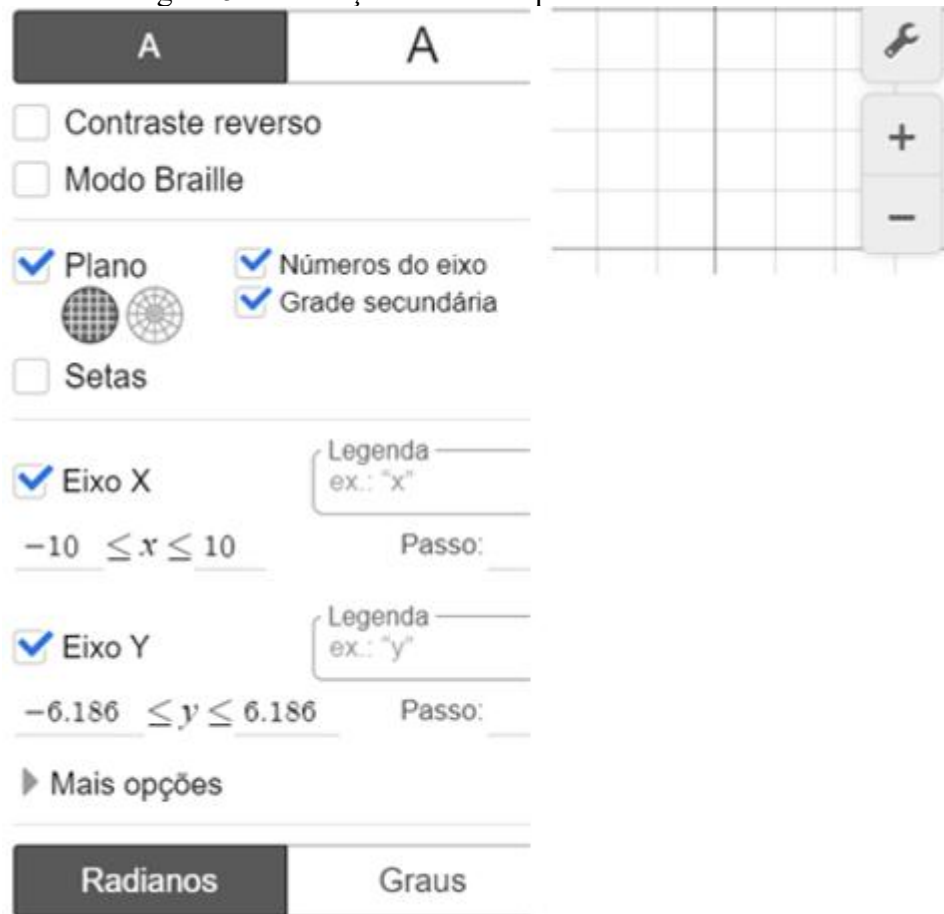 A A
Contraste reverso
Modo Braille
Plano
Números do eixo
Grade secundária
Setas
Eixo X
Legenda
ex.: “x”
−10 ≤ x ≤ 10 Passo:
Eixo Y
Legenda
ex.: “y”
−6.186 ≤ y ≤ 6.186 Passo:
Mais opções
Radianos Graus